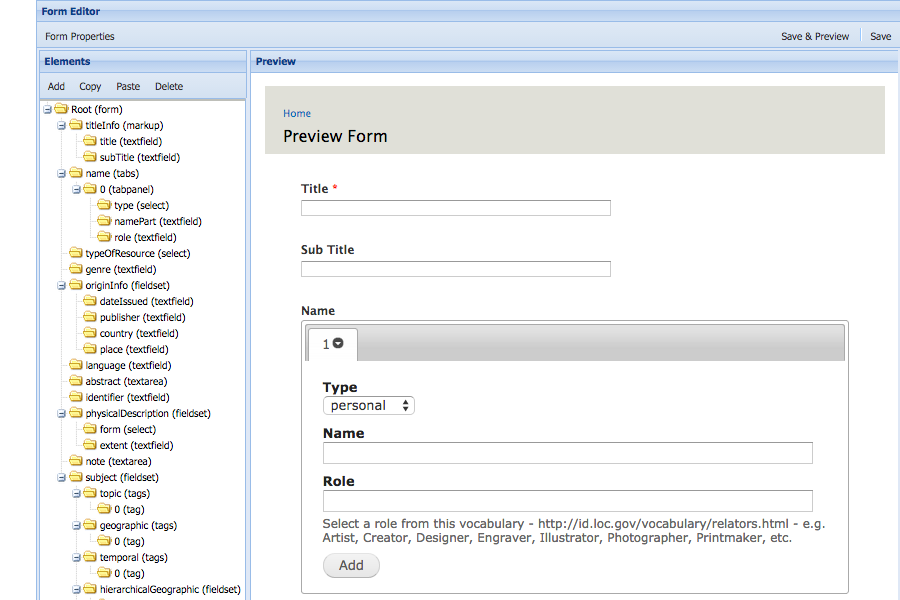 Form Editor
Form Properties
Save & Preview
Save
Elements
Add
Copy
Paste
Delete
Root (form)
titleInfo (markup)
title (textfield)
subTitle (textfield)
name (tabs)
0 (tabpanel)
type (select)
namePart (textfield)
role (textfield)
typeOfResource (select)
genre (textfield)
originInfo (fieldset)
dateIssued (textfield)
publisher (textfield)
country (textfield)
place (textfield)
language (textfield)
abstract (textarea)
identifier (textfield)
physicalDescription (fieldset)
form (select)
extent (textfield)
note (textarea)
subject (fieldset)
topic (tags)
0 (tag)
geographic (tags)
0 (tag)
temporal (tags)
0 (tag)
hierarchicalGeographic (fieldset)
Preview
Home
Preview Form
Title *
Sub Title
Name
1
Type
personal
Name
Role
Select a role from this vocabulary - http://id.loc.gov/vocabulary/relators.html - e.g.
Artist, Creator, Designer, Engraver, Illustrator, Photographer, Printmaker, etc.
Add